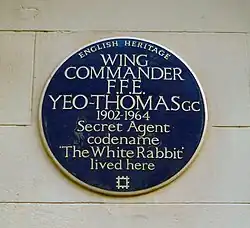 ENGLISH HERITAGE
WING
COMMANDER
F.F.E.
YEO-THOMAS GC
1902-1964
Secret Agent
codename
'The White Rabbit'
lived here